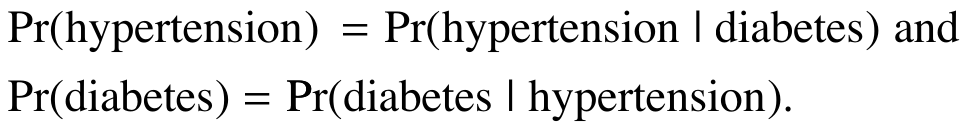 Pr(hypertension) = Pr(hypertension | diabetes) and
Pr(diabetes) = Pr(diabetes | hypertension).